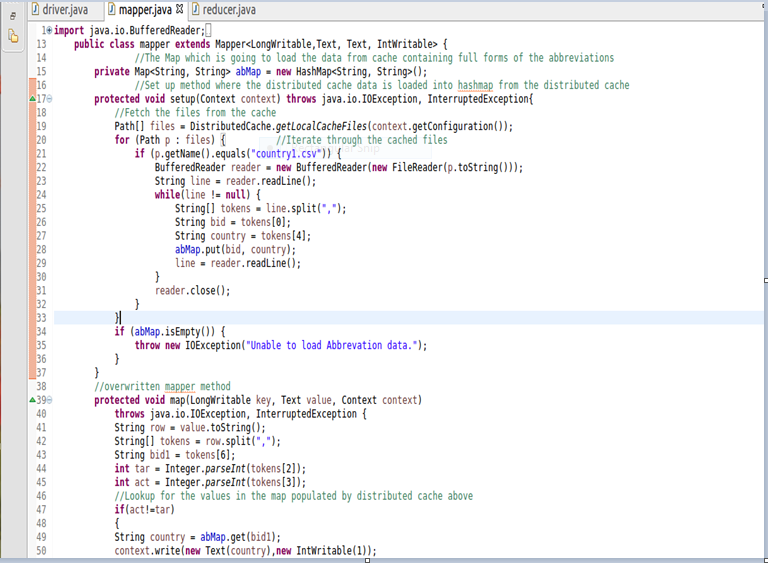 driver.java mapper.java reducer.java
1 import java.io.BufferedReader;
13 public class mapper extends Mapper<LongWritable,Text, Text, IntWritable> {
14 //The Map which is going to load the data from cache containing full forms of the abbreviations
15 private Map<String, String> abMap = new HashMap<String, String>();
16 //Set up method where the distributed cache data is loaded into hashmap from the distributed cache
17 protected void setup(Context context) throws java.io.IOException, InterruptedException{
18 //Fetch the files from the cache
19 Path[] files = DistributedCache.getLocalCacheFiles(context.getConfiguration());
20 for (Path p : files) { //Iterate through the cached files
21 if (p.getName().equals("country1.csv")) {
22 BufferedReader reader = new BufferedReader(new FileReader(p.toString()));
23 String line = reader.readLine();
24 while(line != null) {
25 String[] tokens = line.split(",");
26 String bid = tokens[0];
27 String country = tokens[4];
28 abMap.put(bid, country);
29 line = reader.readLine();
30 }
31 reader.close();
32 }
33 }
34 if (abMap.isEmpty()) {
35 throw new IOException("Unable to load Abbrevation data.");
36 }
37 }
38 //overwritten mapper method
39 protected void map(LongWritable key, Text value, Context context)
40 throws java.io.IOException, InterruptedException {
41 String row = value.toString();
42 String[] tokens = row.split(",");
43 String bid1 = tokens[6];
44 int tar = Integer.parseInt(tokens[2]);
45 int act = Integer.parseInt(tokens[3]);
46 //Lookup for the values in the map populated by distributed cache above
47 if(act!=tar)
48 {
49 String country = abMap.get(bid1);
50 context.write(new Text(country),new IntWritable(1));